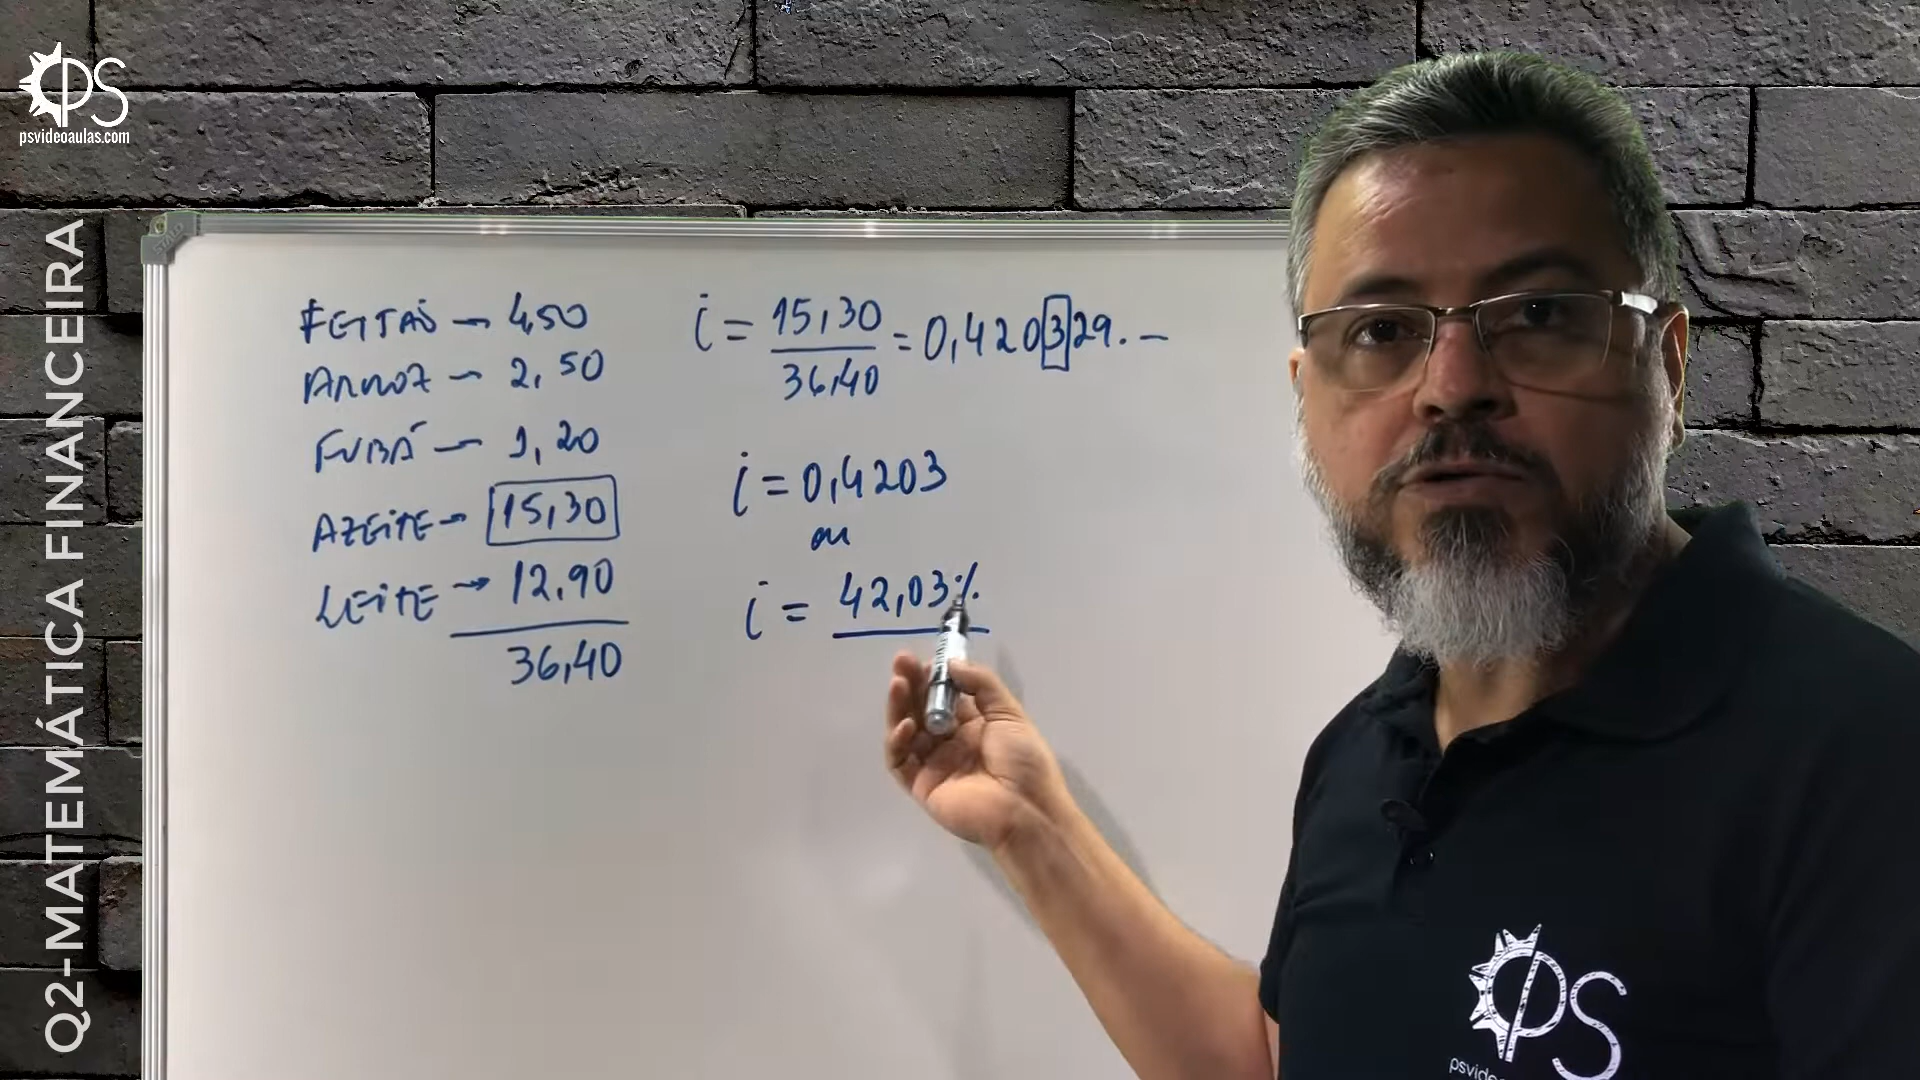 PS
psvideoaulas.com
Q2-MATEMÁTICA FINANCEIRA
FEIJÃO — 4,50
ARROZ — 2,50
FUBÁ — 1,20
AZEITE — 15,30
LEITE → 12,90
36,40
i = 15,30 / 36,40 = 0,420329...
i = 0,4203
ou
i = 42,03%
PS